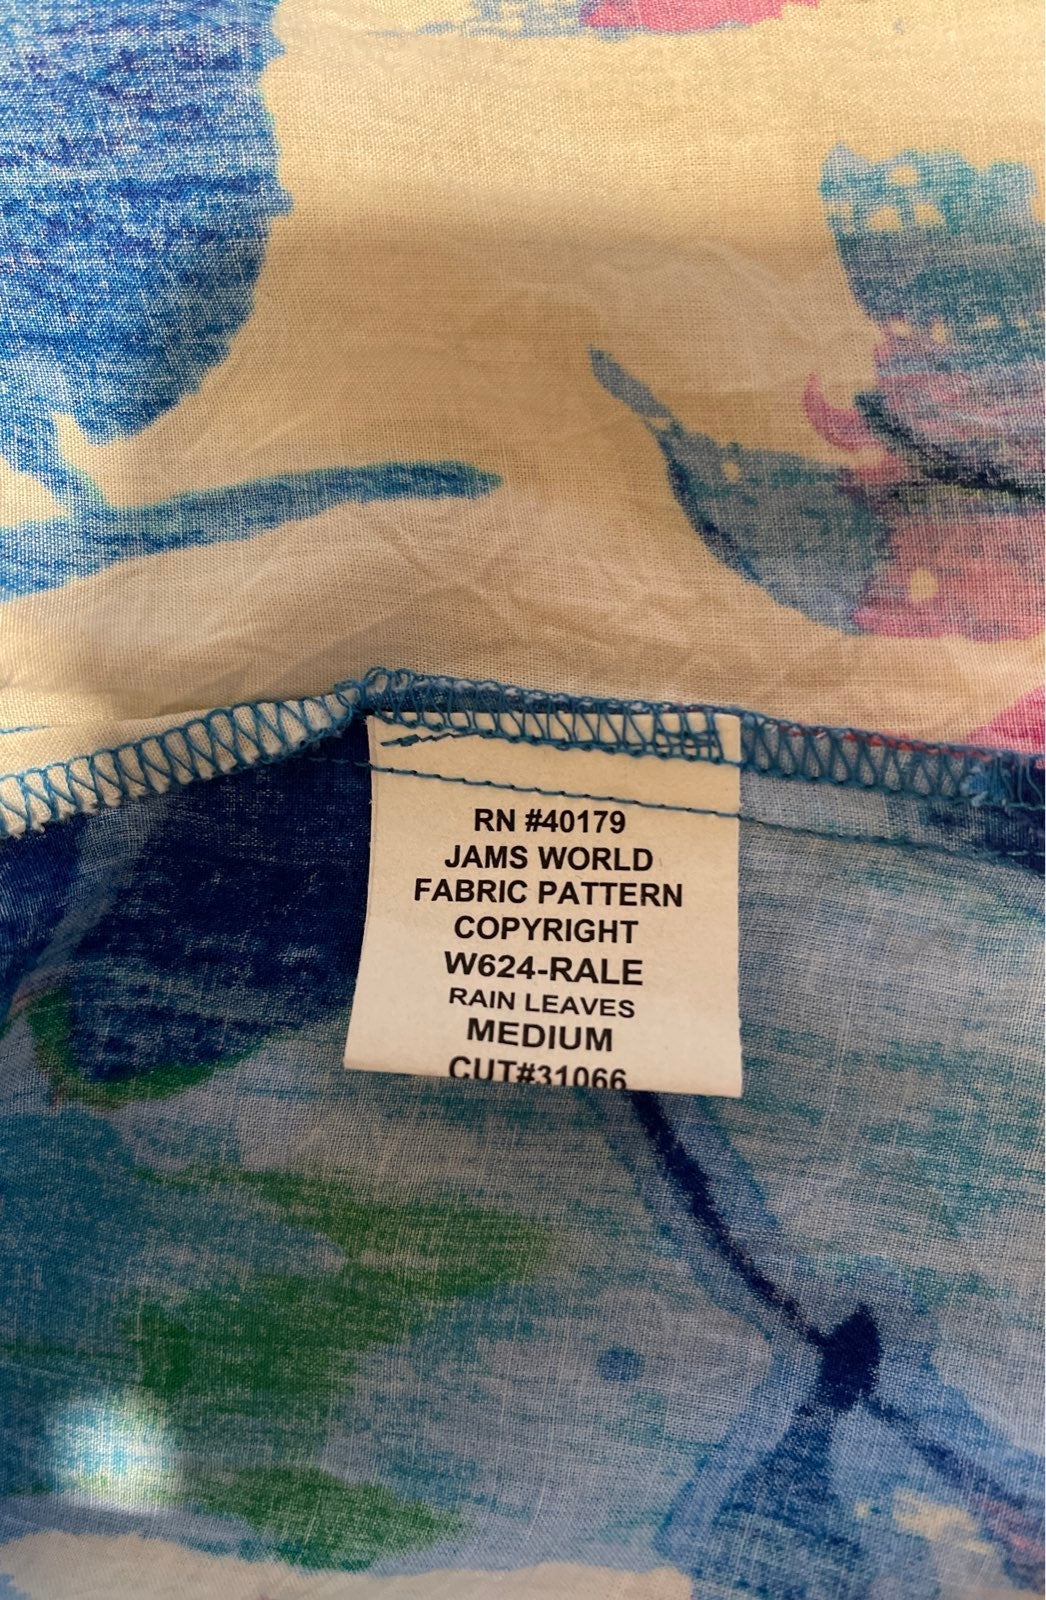 RN #40179
JAMS WORLD
FABRIC PATTERN
COPYRIGHT
W624-RALE
RAIN LEAVES
MEDIUM
CUT#31066